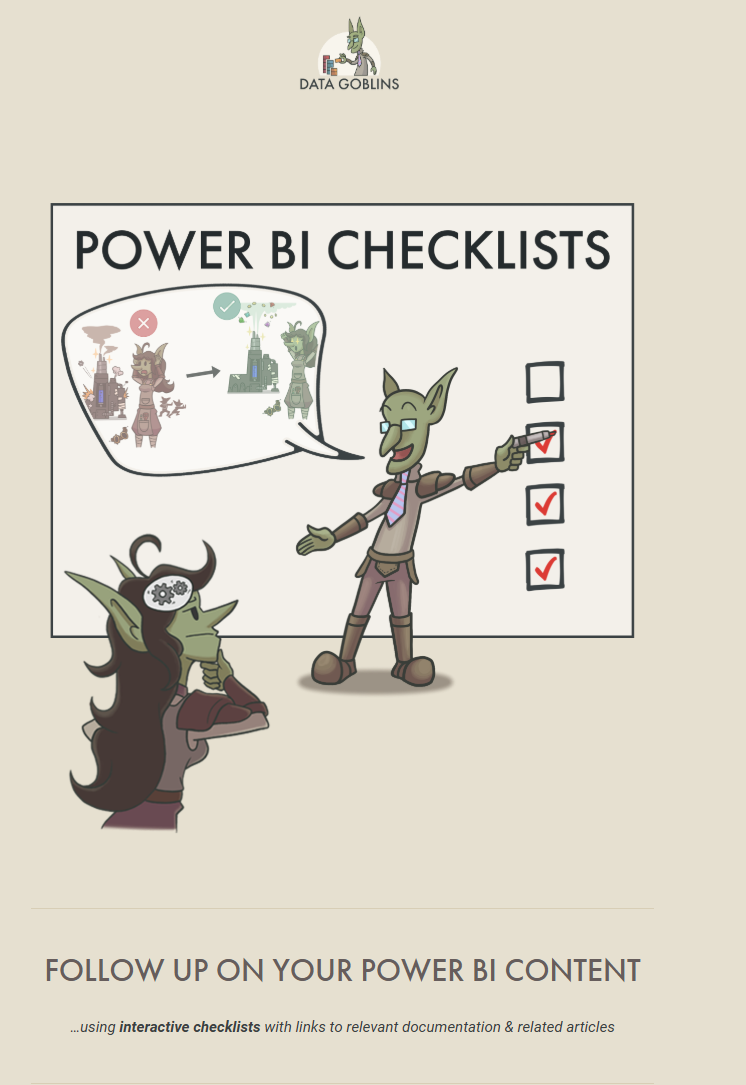 DATA GOBLINS
POWER BI CHECKLISTS
FOLLOW UP ON YOUR POWER BI CONTENT
...using interactive checklists with links to relevant documentation & related articles